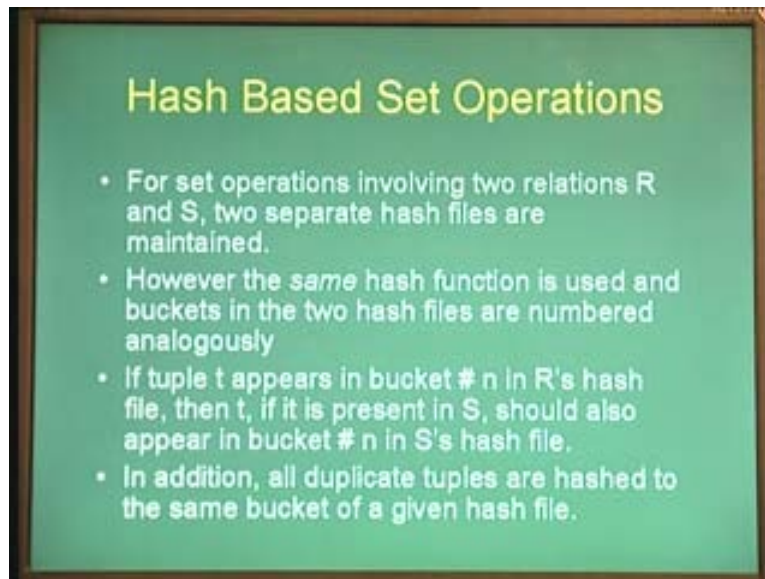 Hash Based Set Operations
• For set operations involving two relations R
and S, two separate hash files are
maintained.
• However the same hash function is used and
buckets in the two hash files are numbered
analogously
• If tuple t appears in bucket # n in R's hash
file, then t, if it is present in S, should also
appear in bucket # n in S's hash file.
• In addition, all duplicate tuples are hashed to
the same bucket of a given hash file.